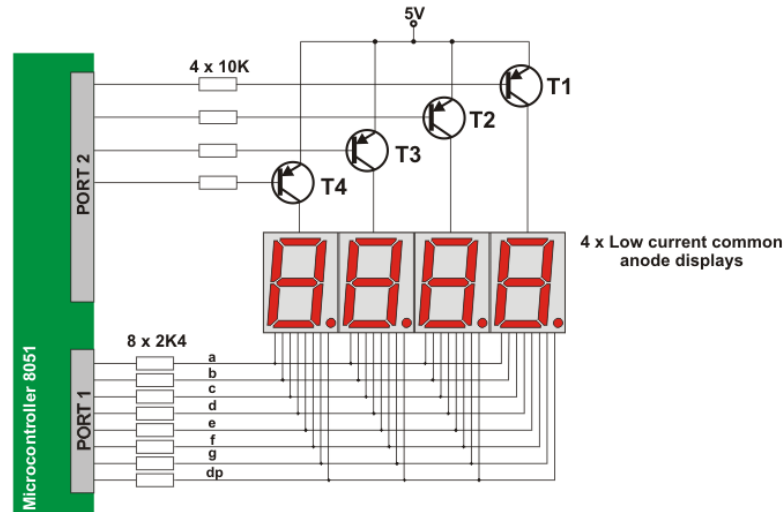 5V
4 x 10K
T1
T2
T3
T4
PORT 2
4 x Low current common
anode displays
8 x 2K4
a
b
c
d
e
f
g
dp
PORT 1
Microcontroller 8051